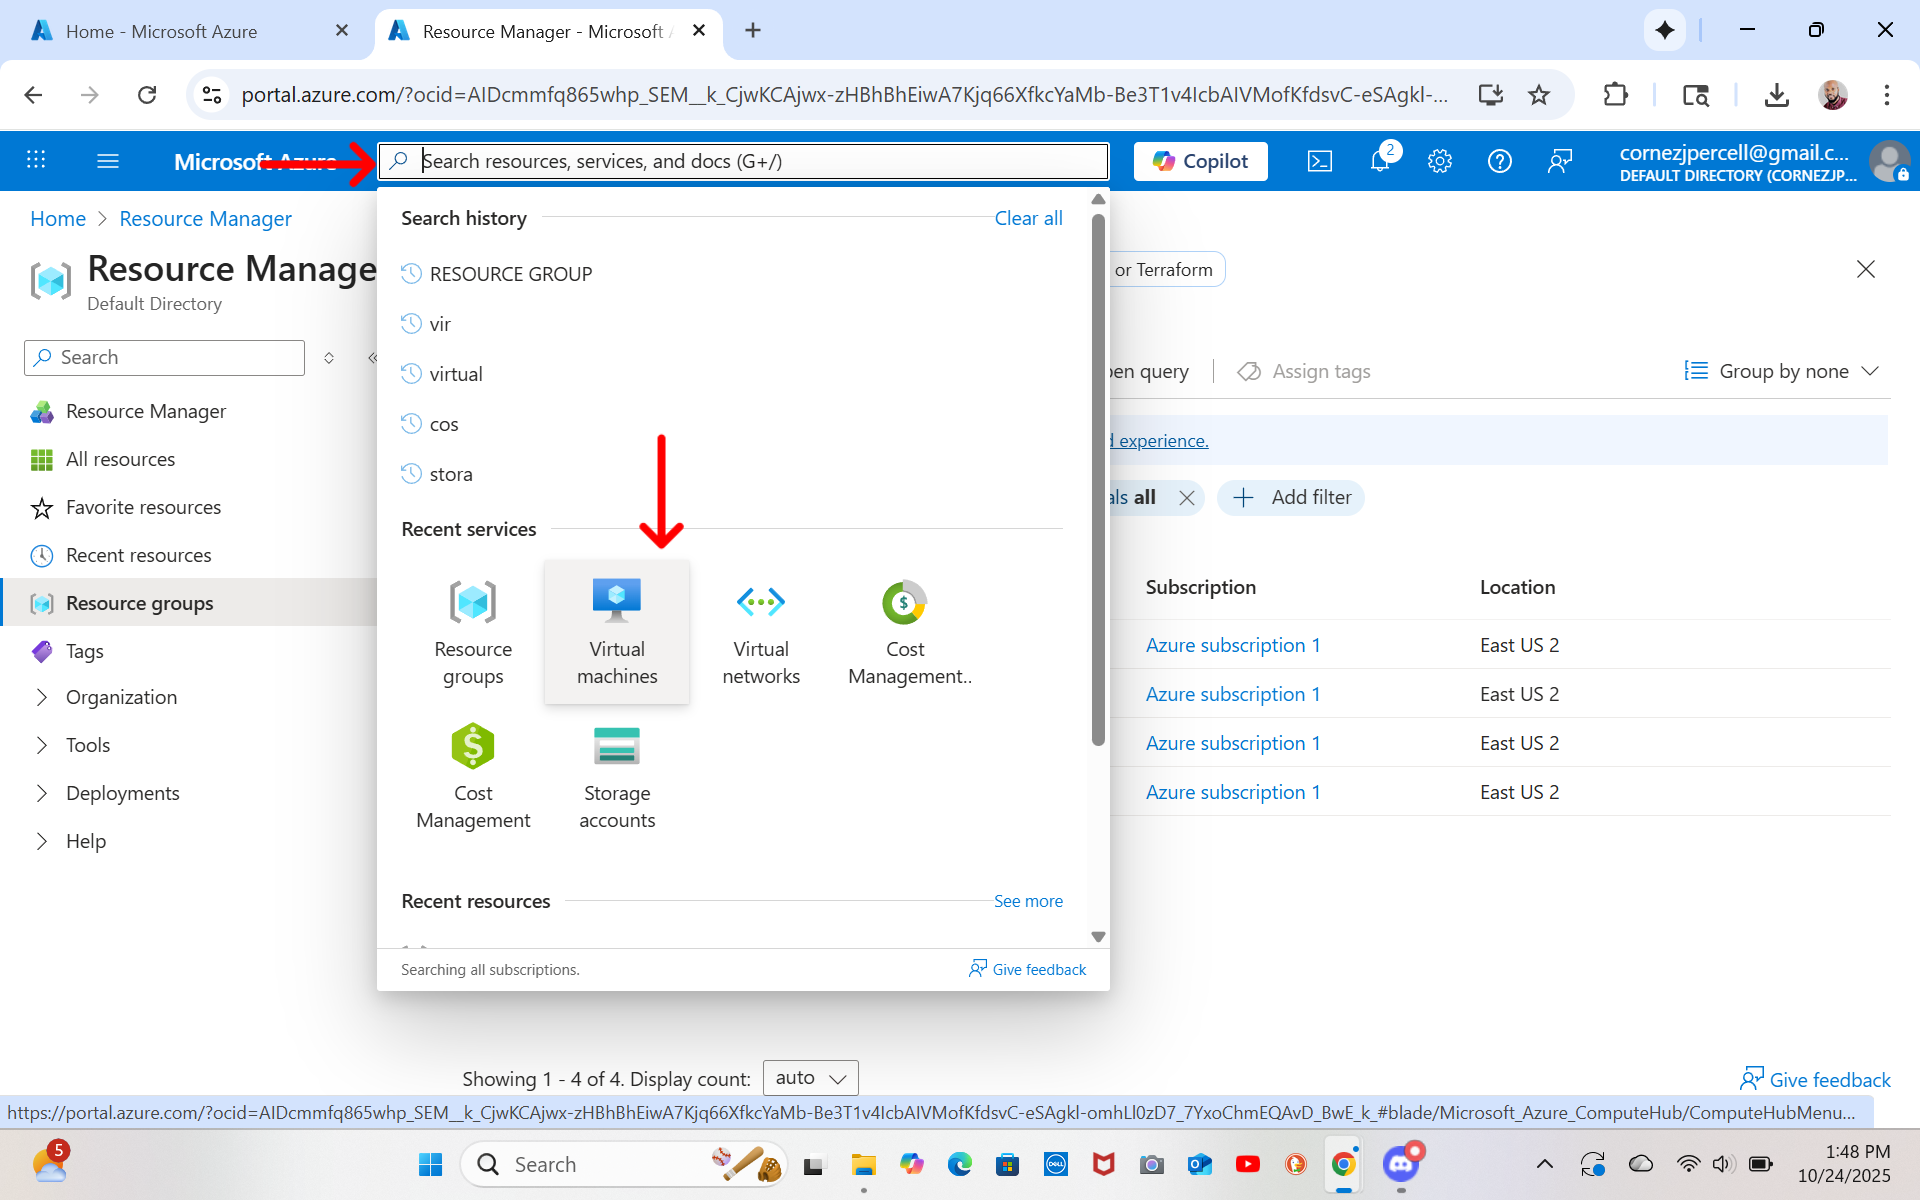 Home - Microsoft Azure
Resource Manager - Microsoft
portal.azure.com/?ocid=AIDcmmfq865whp_SEM__k_CjwKCAjwx-zHBhBhEiwA7Kjq66XfkcYaMb-Be3T1v4IcbAIVMofKfdsvC-eSAgkI-...
Microsoft Azure
Search resources, services, and docs (G+/)
Copilot
2
cornezjpercell@gmail.c...
DEFAULT DIRECTORY (CORNEZJP...
Home > Resource Manager
Search history
Clear all
Resource Manage
Default Directory
or Terraform
RESOURCE GROUP
vir
virtual
cos
stora
Search
pen query
Assign tags
Group by none
d experience.
als all
Add filter
Resource Manager
All resources
Favorite resources
Recent resources
Resource groups
Tags
Organization
Tools
Deployments
Help
Recent services
Resource groups
Virtual machines
Virtual networks
Cost Management..
Cost Management
Storage accounts
Subscription
Location
Azure subscription 1
East US 2
Azure subscription 1
East US 2
Azure subscription 1
East US 2
Azure subscription 1
East US 2
Recent resources
See more
Searching all subscriptions.
Give feedback
Showing 1 - 4 of 4. Display count:
auto
Give feedback
https://portal.azure.com/?ocid=AIDcmmfq865whp_SEM__k_CjwKCAjwx-zHBhBhEiwA7Kjq66XfkcYaMb-Be3T1v4IcbAIVMofKfdsvC-eSAgkI-omhLl0zD7_7YxoChmEQAvD_BwE_k_#blade/Microsoft_Azure_ComputeHub/ComputeHubMenu...
5
Search
DELL
1:48 PM
10/24/2025